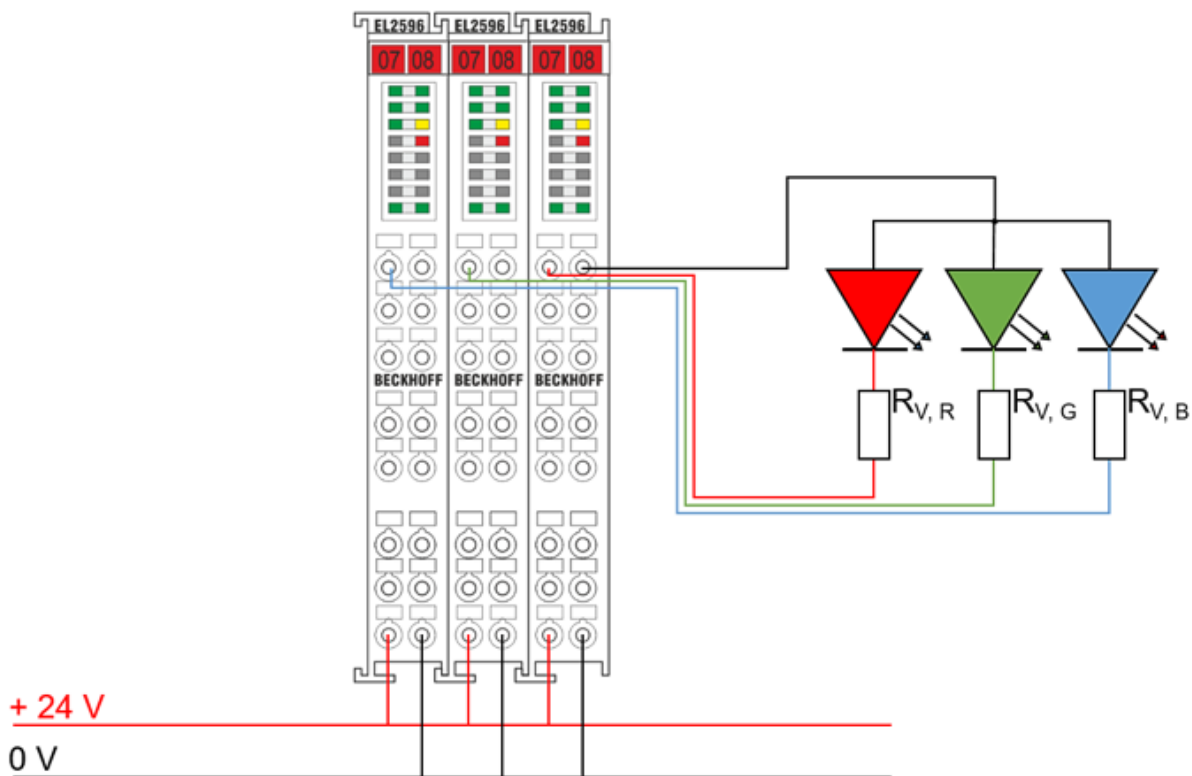 EL2596 EL2596 EL2596
07 08 07 08 07 08
BECKHOFF BECKHOFF BECKHOFF
RV, R RV, G RV, B
+ 24 V
0 V